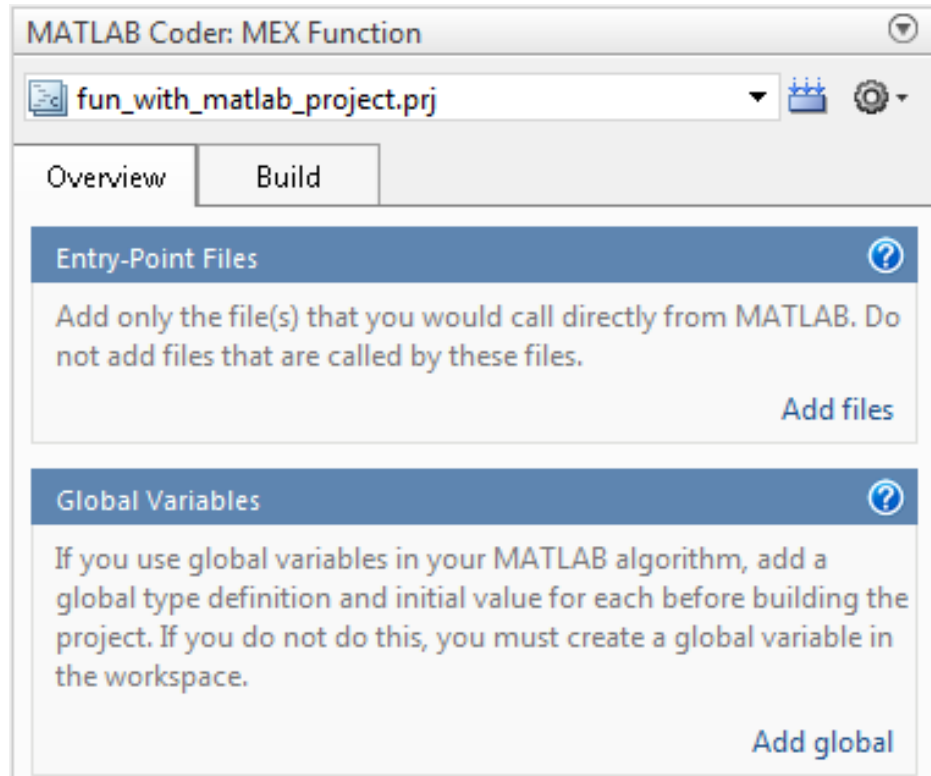 MATLAB Coder: MEX Function
fun_with_matlab_project.prj
Overview Build
Entry-Point Files
Add only the file(s) that you would call directly from MATLAB. Do
not add files that are called by these files.
Add files
Global Variables
If you use global variables in your MATLAB algorithm, add a
global type definition and initial value for each before building the
project. If you do not do this, you must create a global variable in
the workspace.
Add global